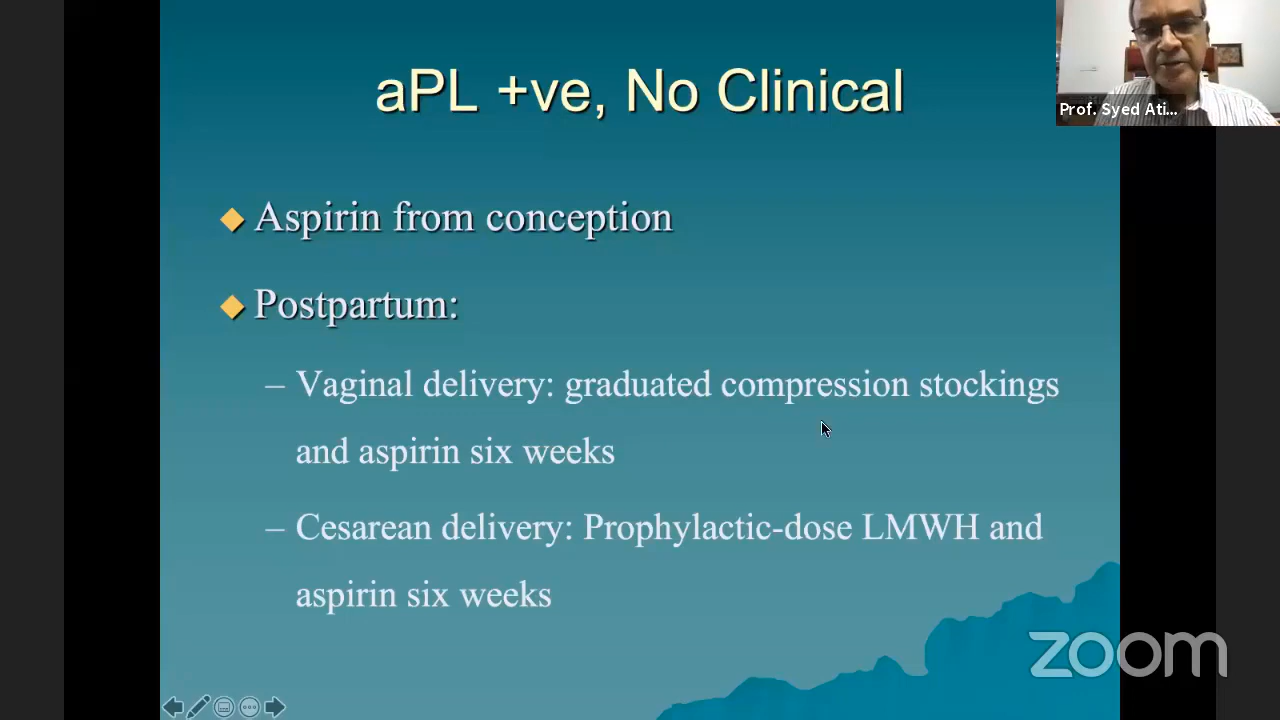 aPL +ve, No Clinical
Prof. Syed Ati...
Aspirin from conception
Postpartum:
– Vaginal delivery: graduated compression stockings
and aspirin six weeks
– Cesarean delivery: Prophylactic-dose LMWH and
aspirin six weeks
zoom